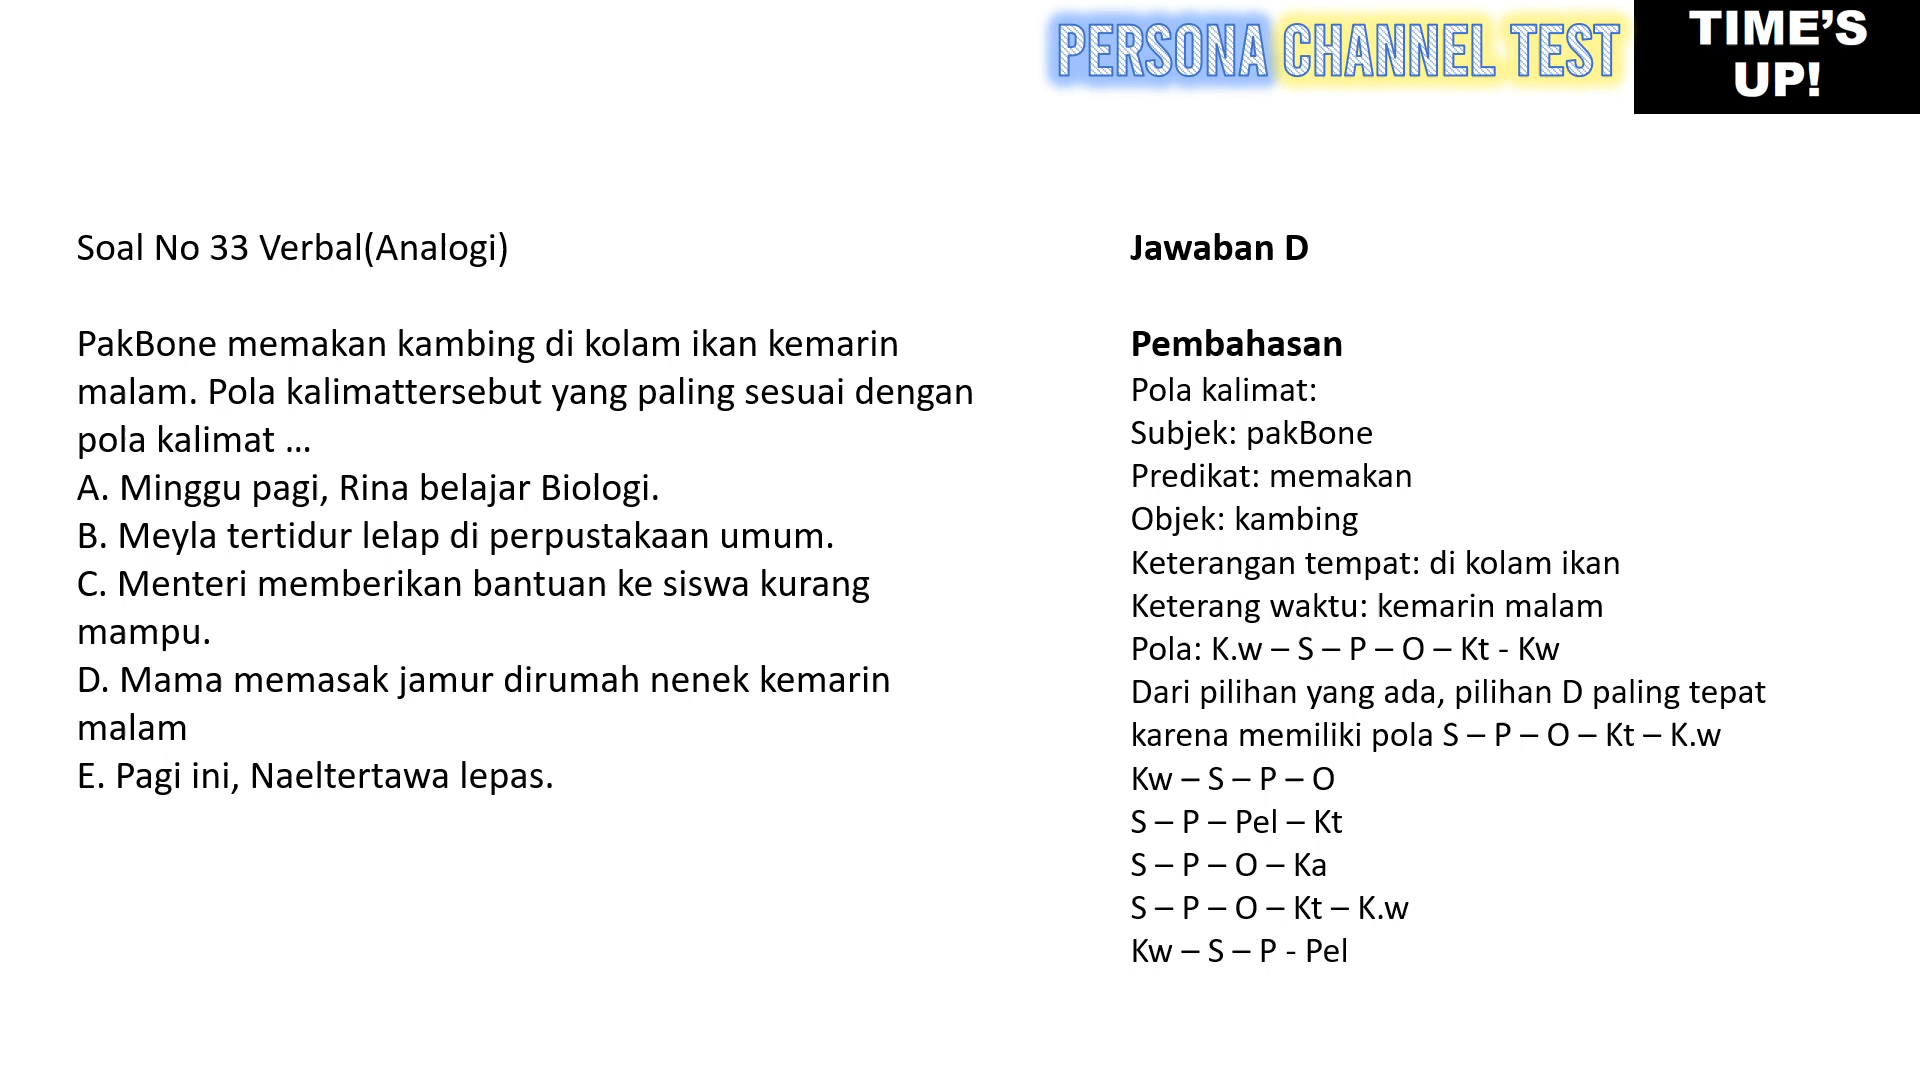 PERSONA CHANNEL TEST
TIME'S
UP!
Soal No 33 Verbal(Analogi)
PakBone memakan kambing di kolam ikan kemarin
malam. Pola kalimattersebut yang paling sesuai dengan
pola kalimat ...
A. Minggu pagi, Rina belajar Biologi.
B. Meyla tertidur lelap di perpustakaan umum.
C. Menteri memberikan bantuan ke siswa kurang
mampu.
D. Mama memasak jamur dirumah nenek kemarin
malam
E. Pagi ini, Naeltertawa lepas.
Jawaban D
Pembahasan
Pola kalimat:
Subjek: pakBone
Predikat: memakan
Objek: kambing
Keterangan tempat: di kolam ikan
Keterang waktu: kemarin malam
Pola: K.w – S – P – O – Kt - Kw
Dari pilihan yang ada, pilihan D paling tepat
karena memiliki pola S – P – O – Kt – K.w
Kw – S – P – O
S – P – Pel – Kt
S – P – O – Ka
S – P – O – Kt – K.w
Kw – S – P - Pel